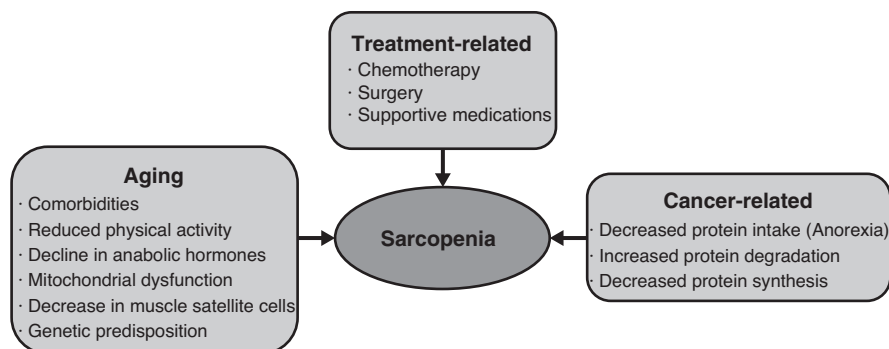 Treatment-related
· Chemotherapy
· Surgery
· Supportive medications
Aging
· Comorbidities
· Reduced physical activity
· Decline in anabolic hormones
· Mitochondrial dysfunction
· Decrease in muscle satellite cells
· Genetic predisposition
Sarcopenia
Cancer-related
· Decreased protein intake (Anorexia)
· Increased protein degradation
· Decreased protein synthesis